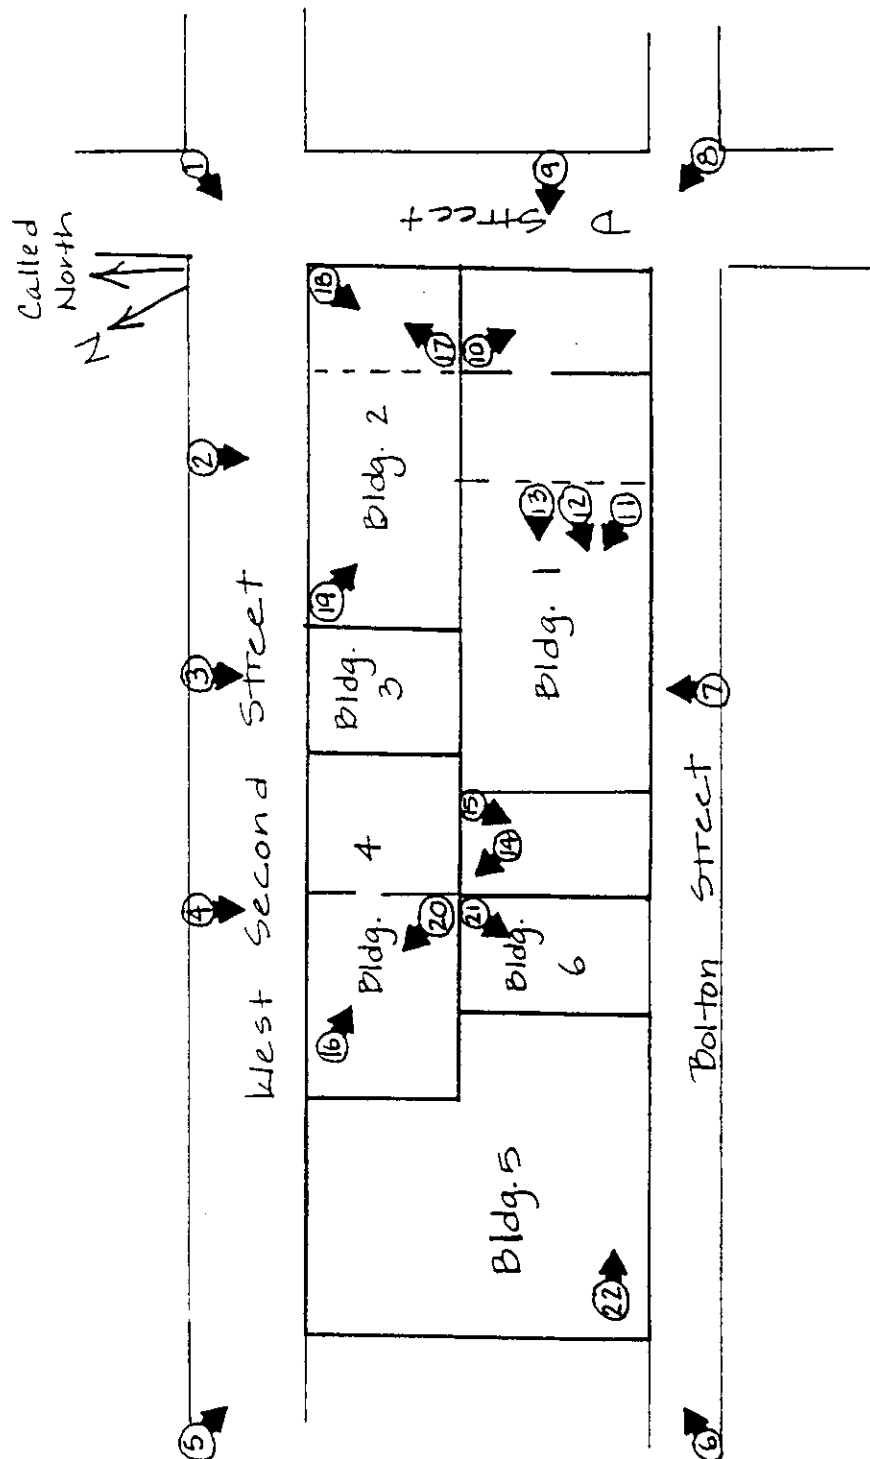 Called
North
N
West Second Street
D
Street
Bolton Street
Bldg. 1
Bldg. 2
Bldg.
3
Bldg.
4
Bldg. 5
Bldg.
6
1
2
3
4
5
6
7
8
9
10
11
12
13
14
15
16
17
18
19
20
21
22